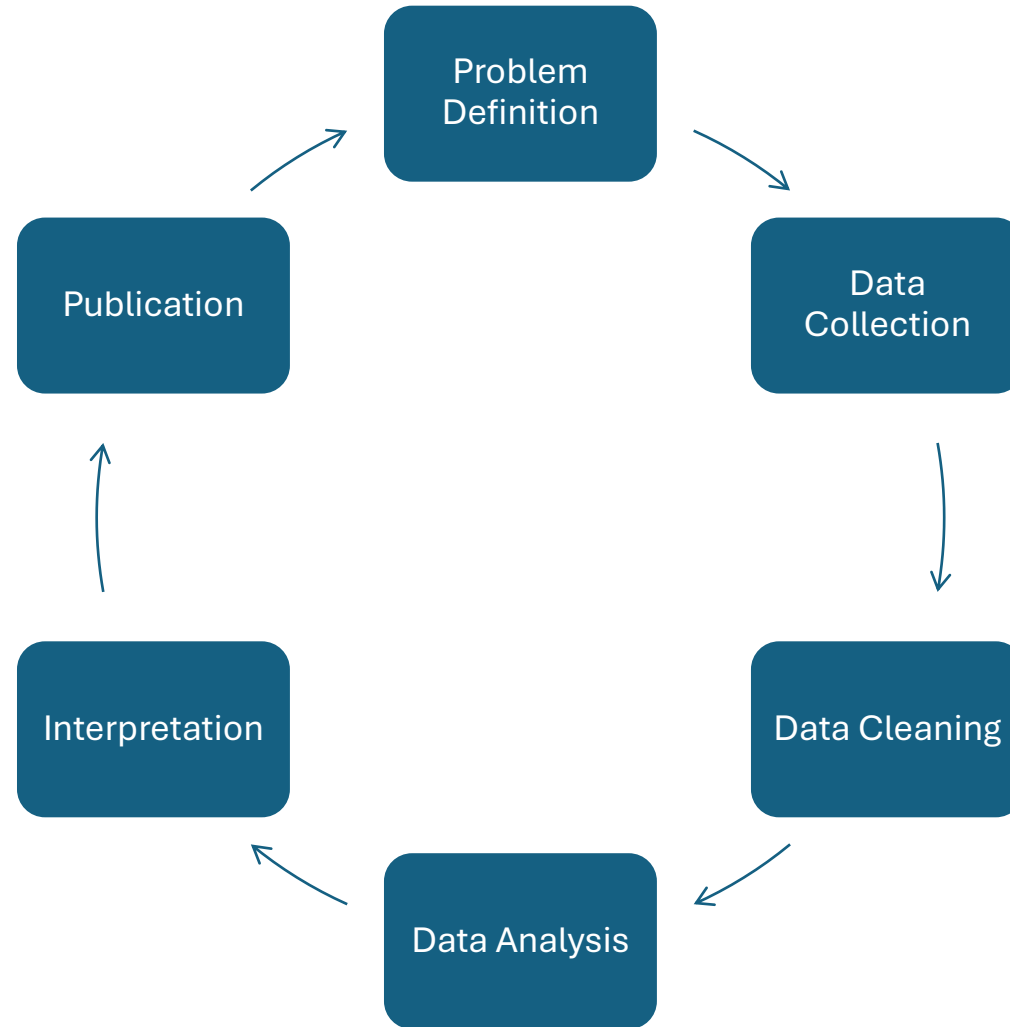 Problem
Definition
Data
Collection
Data Cleaning
Data Analysis
Interpretation
Publication